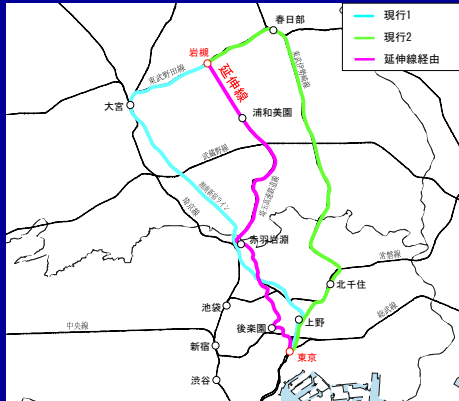 現行1
現行2
延伸線経由
春日部
岩槻
延伸線
東武野田線
東武伊勢崎線
大宮
浦和美園
武蔵野線
湘南新宿ライン
埼京線
埼玉高速鉄道線
赤羽岩淵
常磐線
北千住
池袋
総武線
上野
中央線
後楽園
新宿
東京
渋谷